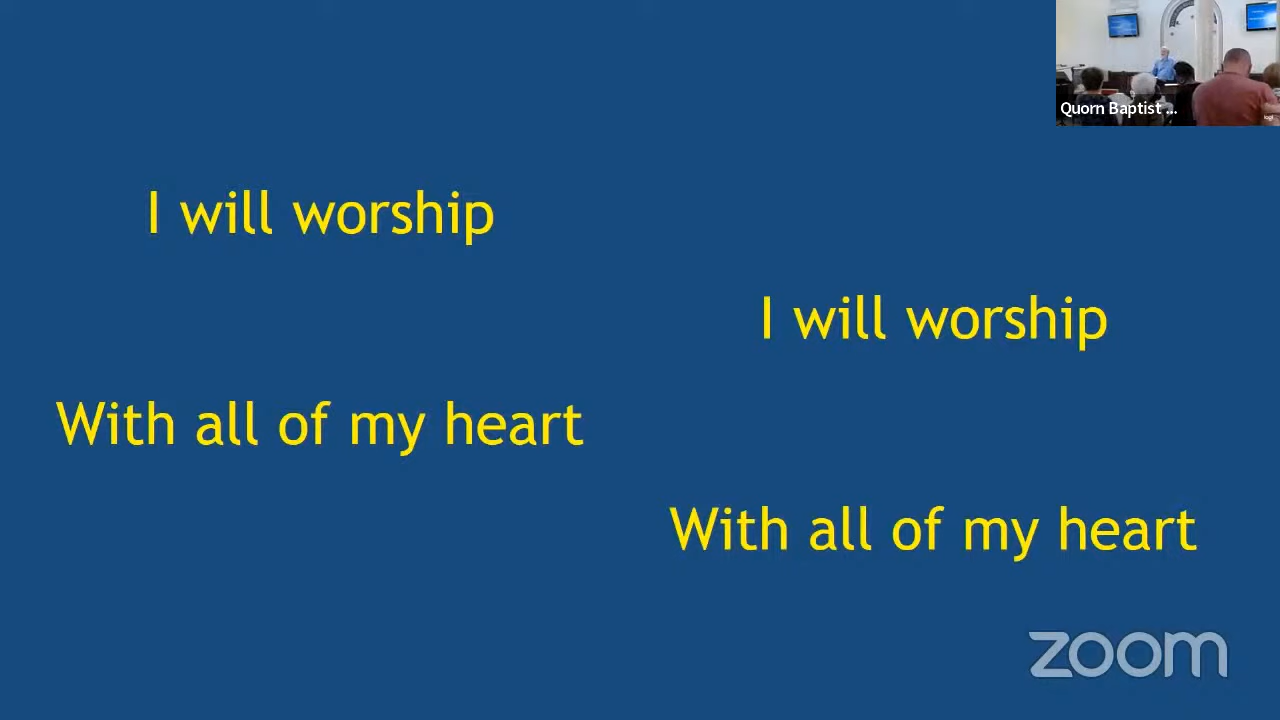 Quorn Baptist ...
I will worship
I will worship
With all of my heart
With all of my heart
zoom